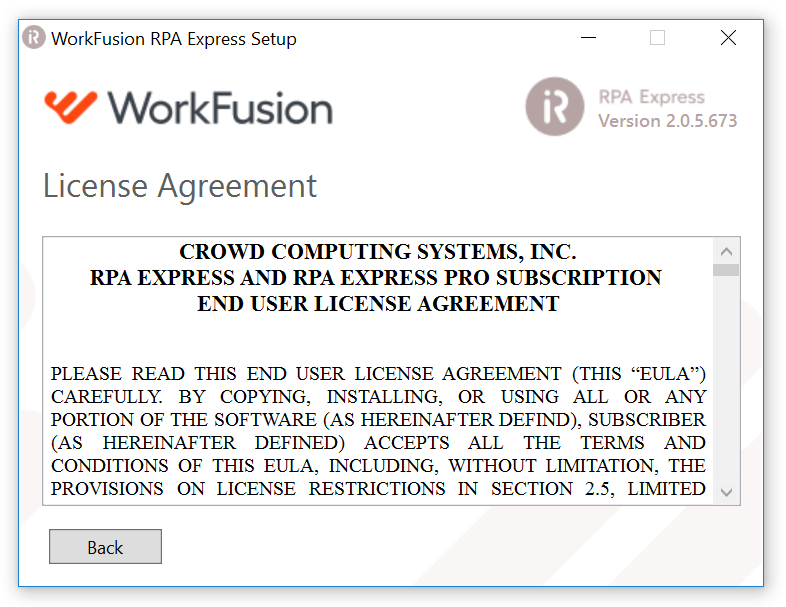 WorkFusion RPA Express Setup
WorkFusion
RPA Express
Version 2.0.5.673
License Agreement
CROWD COMPUTING SYSTEMS, INC.
RPA EXPRESS AND RPA EXPRESS PRO SUBSCRIPTION
END USER LICENSE AGREEMENT
PLEASE READ THIS END USER LICENSE AGREEMENT (THIS “EULA”)
CAREFULLY. BY COPYING, INSTALLING, OR USING ALL OR ANY
PORTION OF THE SOFTWARE (AS HEREINAFTER DEFIND), SUBSCRIBER
(AS HEREINAFTER DEFINED) ACCEPTS ALL THE TERMS AND
CONDITIONS OF THIS EULA, INCLUDING, WITHOUT LIMITATION, THE
PROVISIONS ON LICENSE RESTRICTIONS IN SECTION 2.5, LIMITED
Back